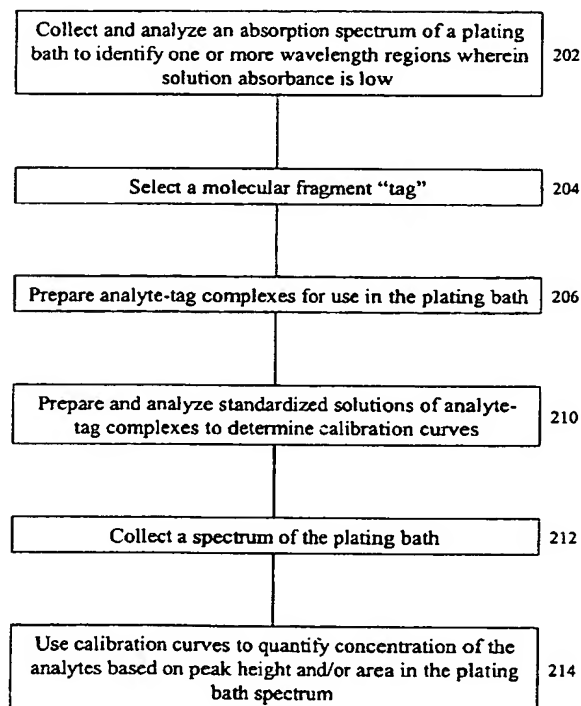 Collect and analyze an absorption spectrum of a plating
bath to identify one or more wavelength regions wherein
solution absorbance is low
202
Select a molecular fragment “tag”
204
Prepare analyte-tag complexes for use in the plating bath
206
Prepare and analyze standardized solutions of analyte-
tag complexes to determine calibration curves
210
Collect a spectrum of the plating bath
212
Use calibration curves to quantify concentration of the
analytes based on peak height and/or area in the plating
bath spectrum
214